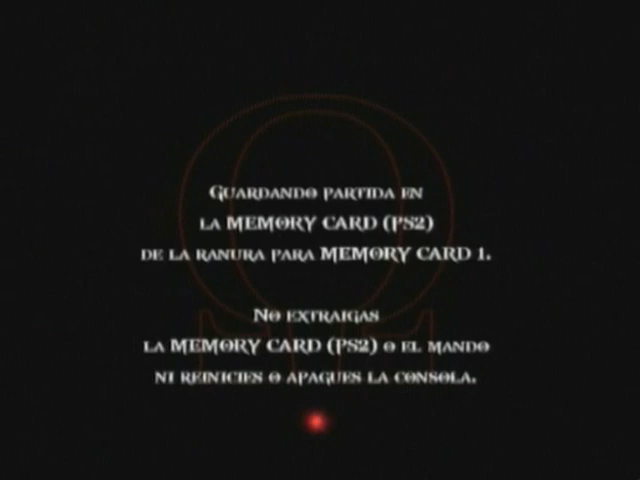 Guardando partida en
la MEMORY CARD (PS2)
de la ranura para MEMORY CARD 1.
No extraigas
la MEMORY CARD (PS2) o el mando
ni reinicies o apagues la consola.